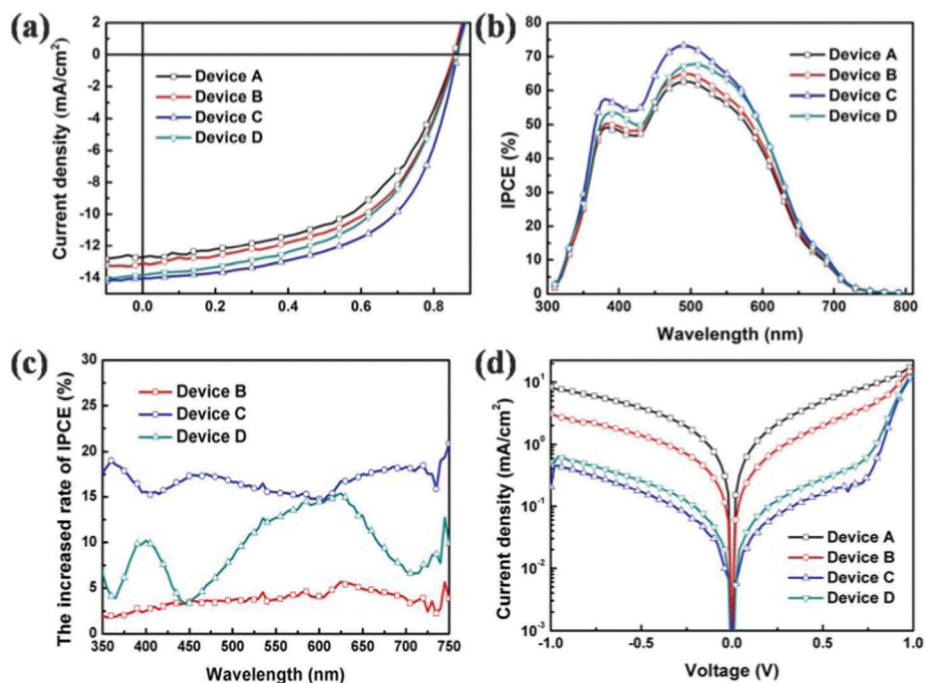 (a)
Current density (mA/cm²)
2
0
-2
-4
-6
-8
-10
-12
-14
0.0
0.2
0.4
0.6
0.8
Device A
Device B
Device C
Device D
(b)
IPCE (%)
80
70
60
50
40
30
20
10
0
300
400
500
600
700
800
Wavelength (nm)
Device A
Device B
Device C
Device D
(c)
The increased rate of IPCE (%)
30
25
20
15
10
5
0
350
400
450
500
550
600
650
700
750
Wavelength (nm)
Device B
Device C
Device D
(d)
Current density (mA/cm²)
10¹
10⁰
10⁻¹
10⁻²
10⁻³
-1.0
-0.5
0.0
0.5
1.0
Voltage (V)
Device A
Device B
Device C
Device D